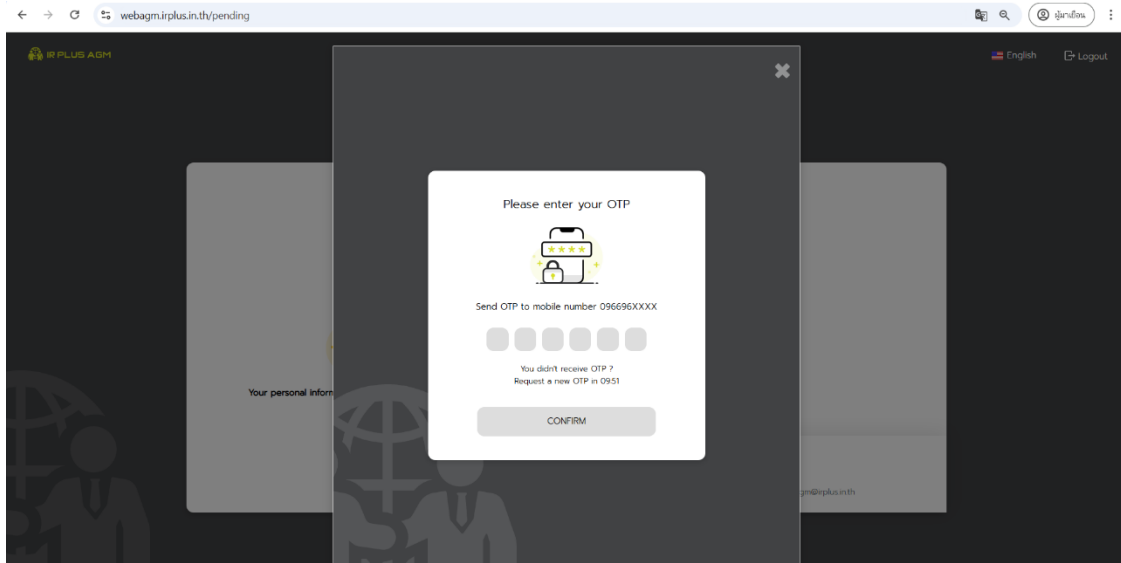 webagm.irplus.in.th/pending
ผู้มาเยือน
IR PLUS AGM
English
Logout
Please enter your OTP
Send OTP to mobile number 096696XXXX
You didn't receive OTP ?
Request a new OTP in 09:51
CONFIRM
Your personal inform
gm@irplus.in.th